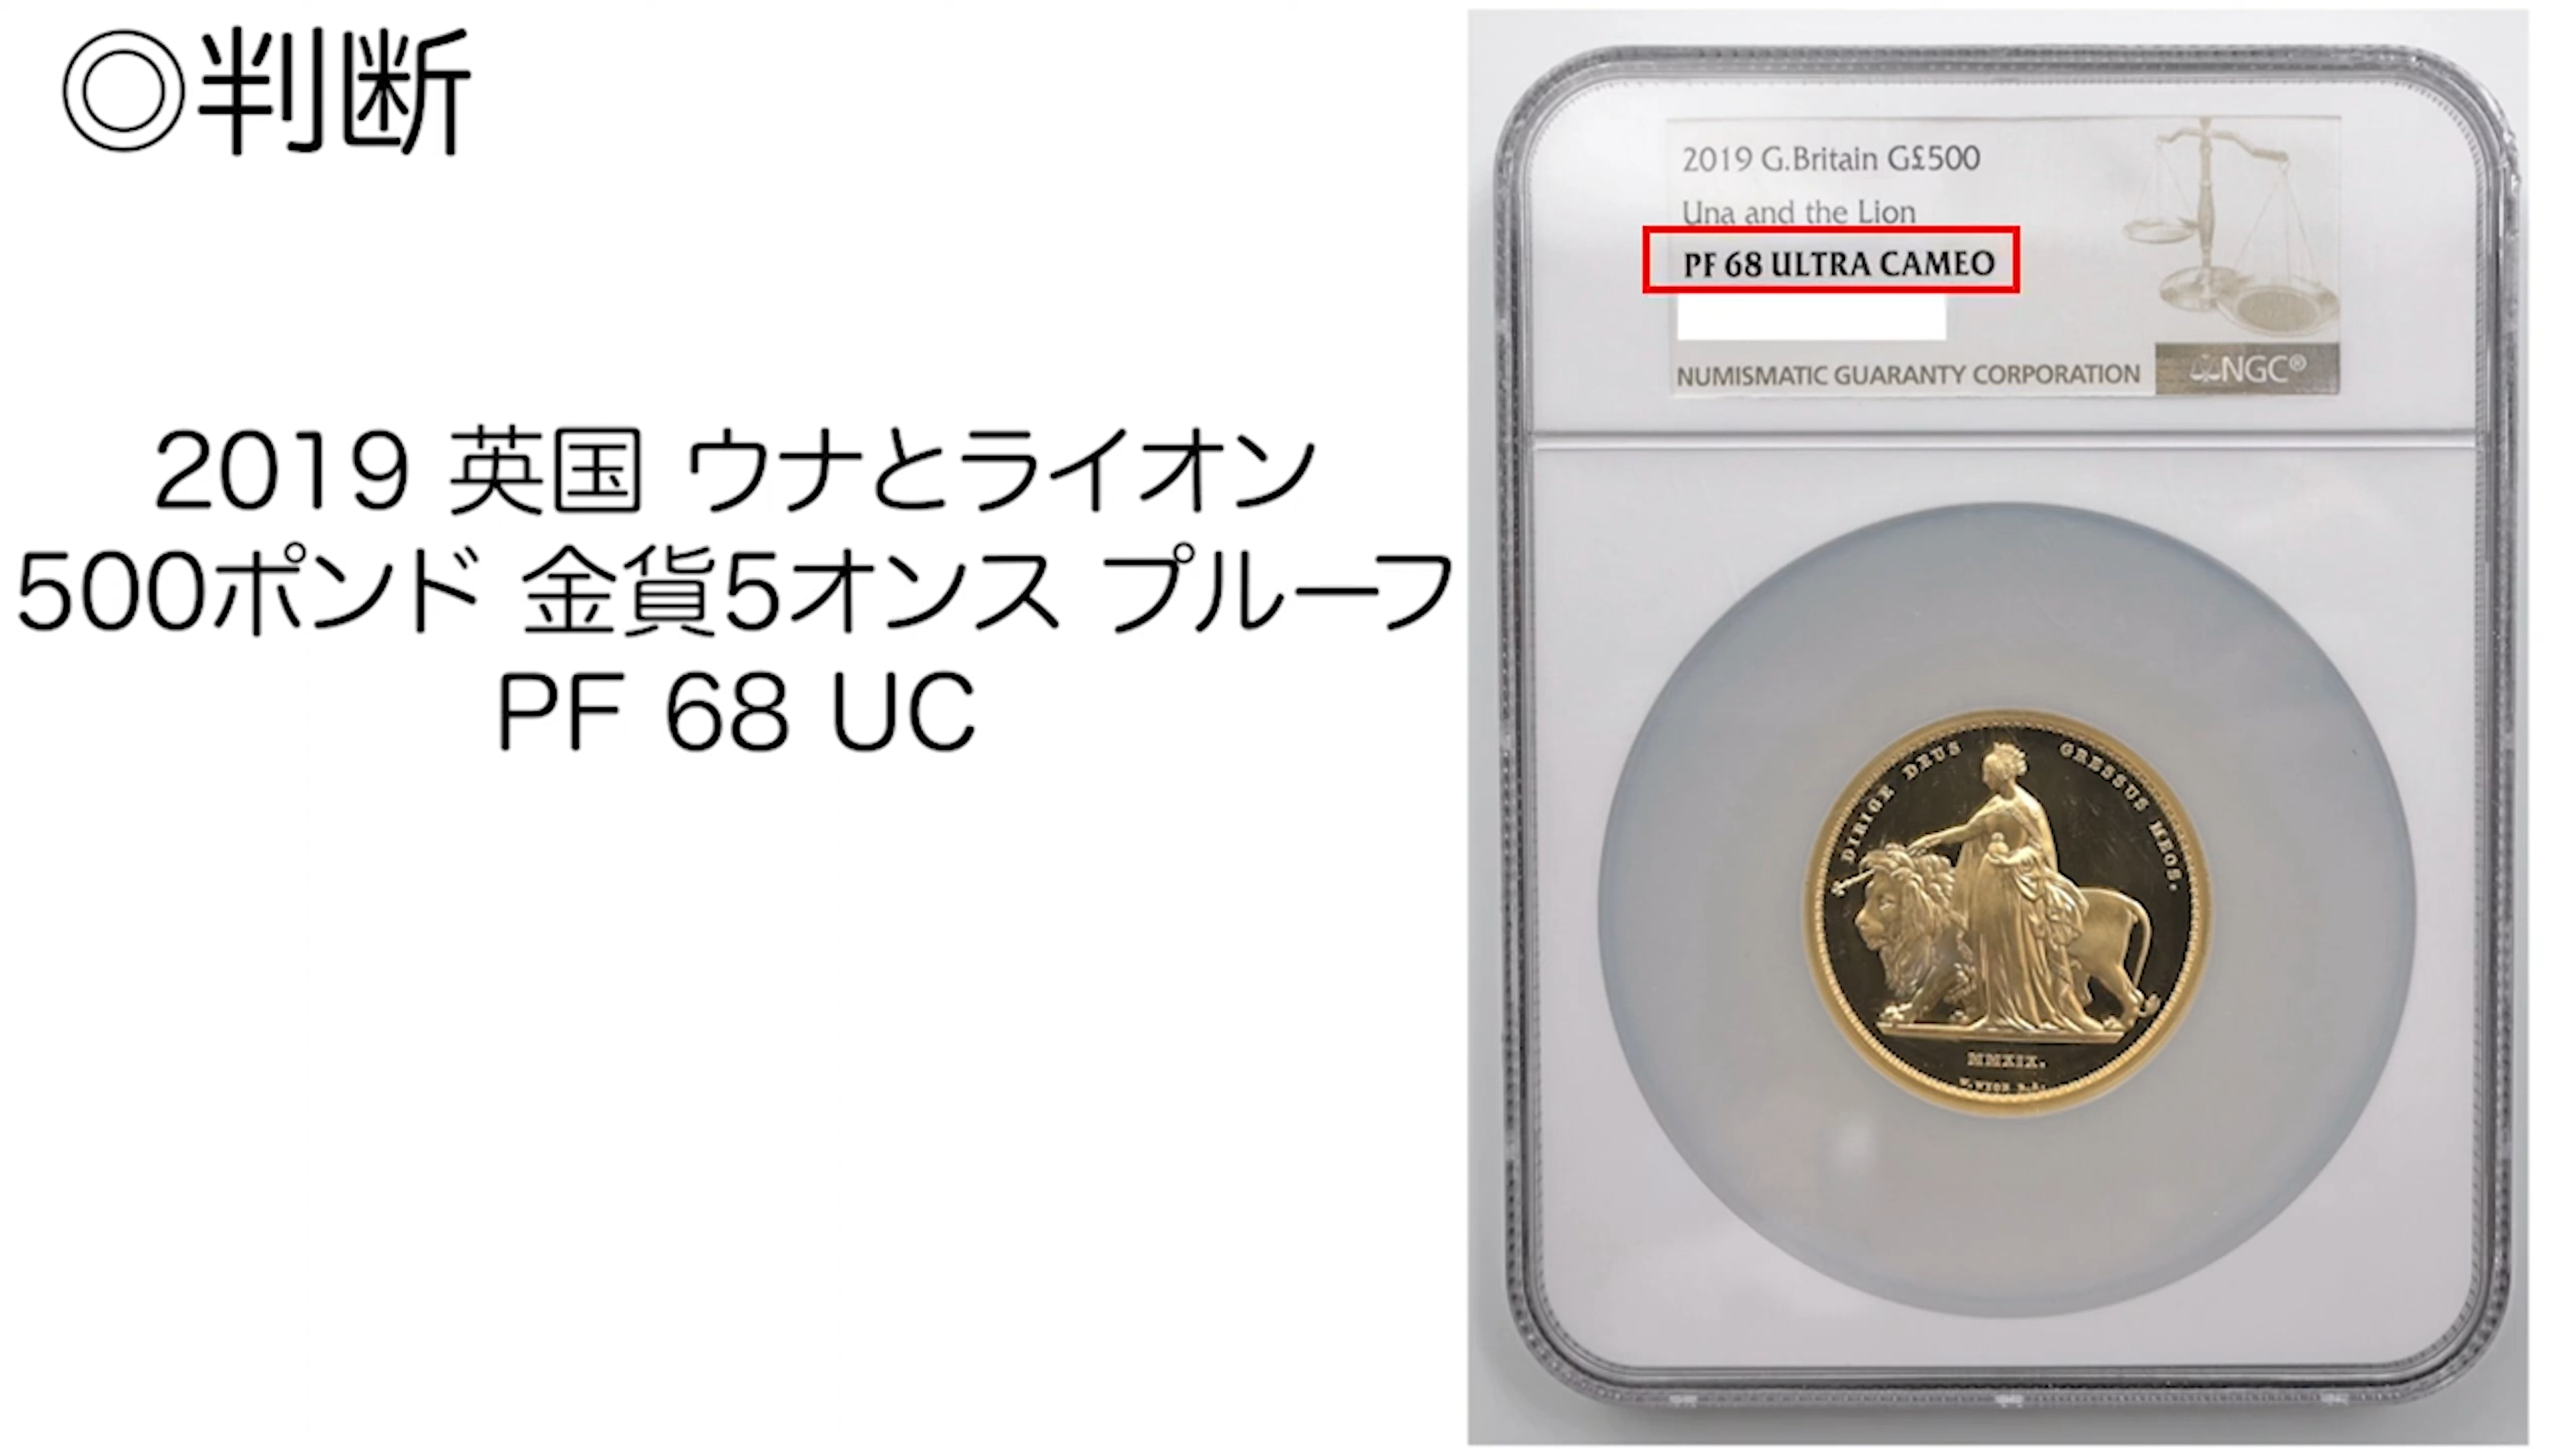 ◎判断
2019 英国 ウナとライオン
500ポンド 金貨5オンス プルーフ
PF 68 UC
2019 G.Britain G£500
Una and the Lion
PF 68 ULTRA CAMEO
NUMISMATIC GUARANTY CORPORATION
NGC®
DIRIGE DEUS GRESSUS MEOS.
MMXIX.